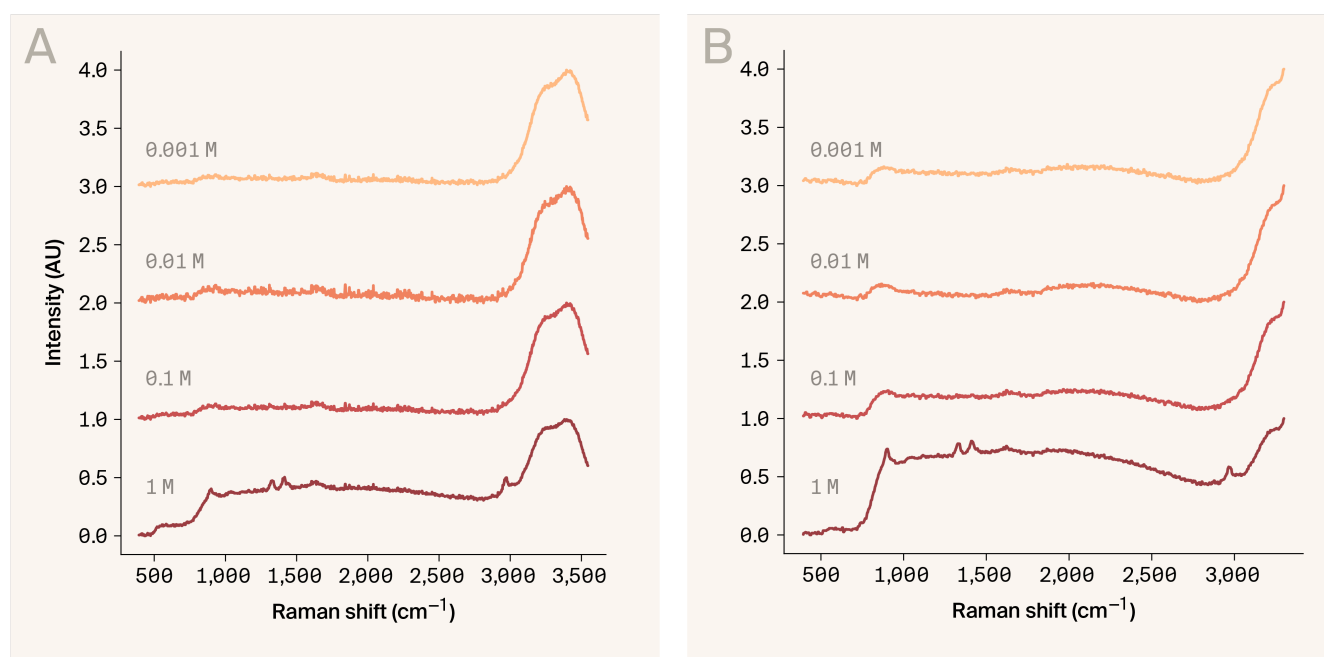 A
4.0
3.5
0.001 M
3.0
2.5
0.01 M
2.0
1.5
0.1 M
1.0
0.5
1 M
0.0
Intensity (AU)
500 1,000 1,500 2,000 2,500 3,000 3,500
Raman shift (cm⁻¹)
B
4.0
3.5
0.001 M
3.0
2.5
0.01 M
2.0
1.5
0.1 M
1.0
0.5
1 M
0.0
500 1,000 1,500 2,000 2,500 3,000
Raman shift (cm⁻¹)